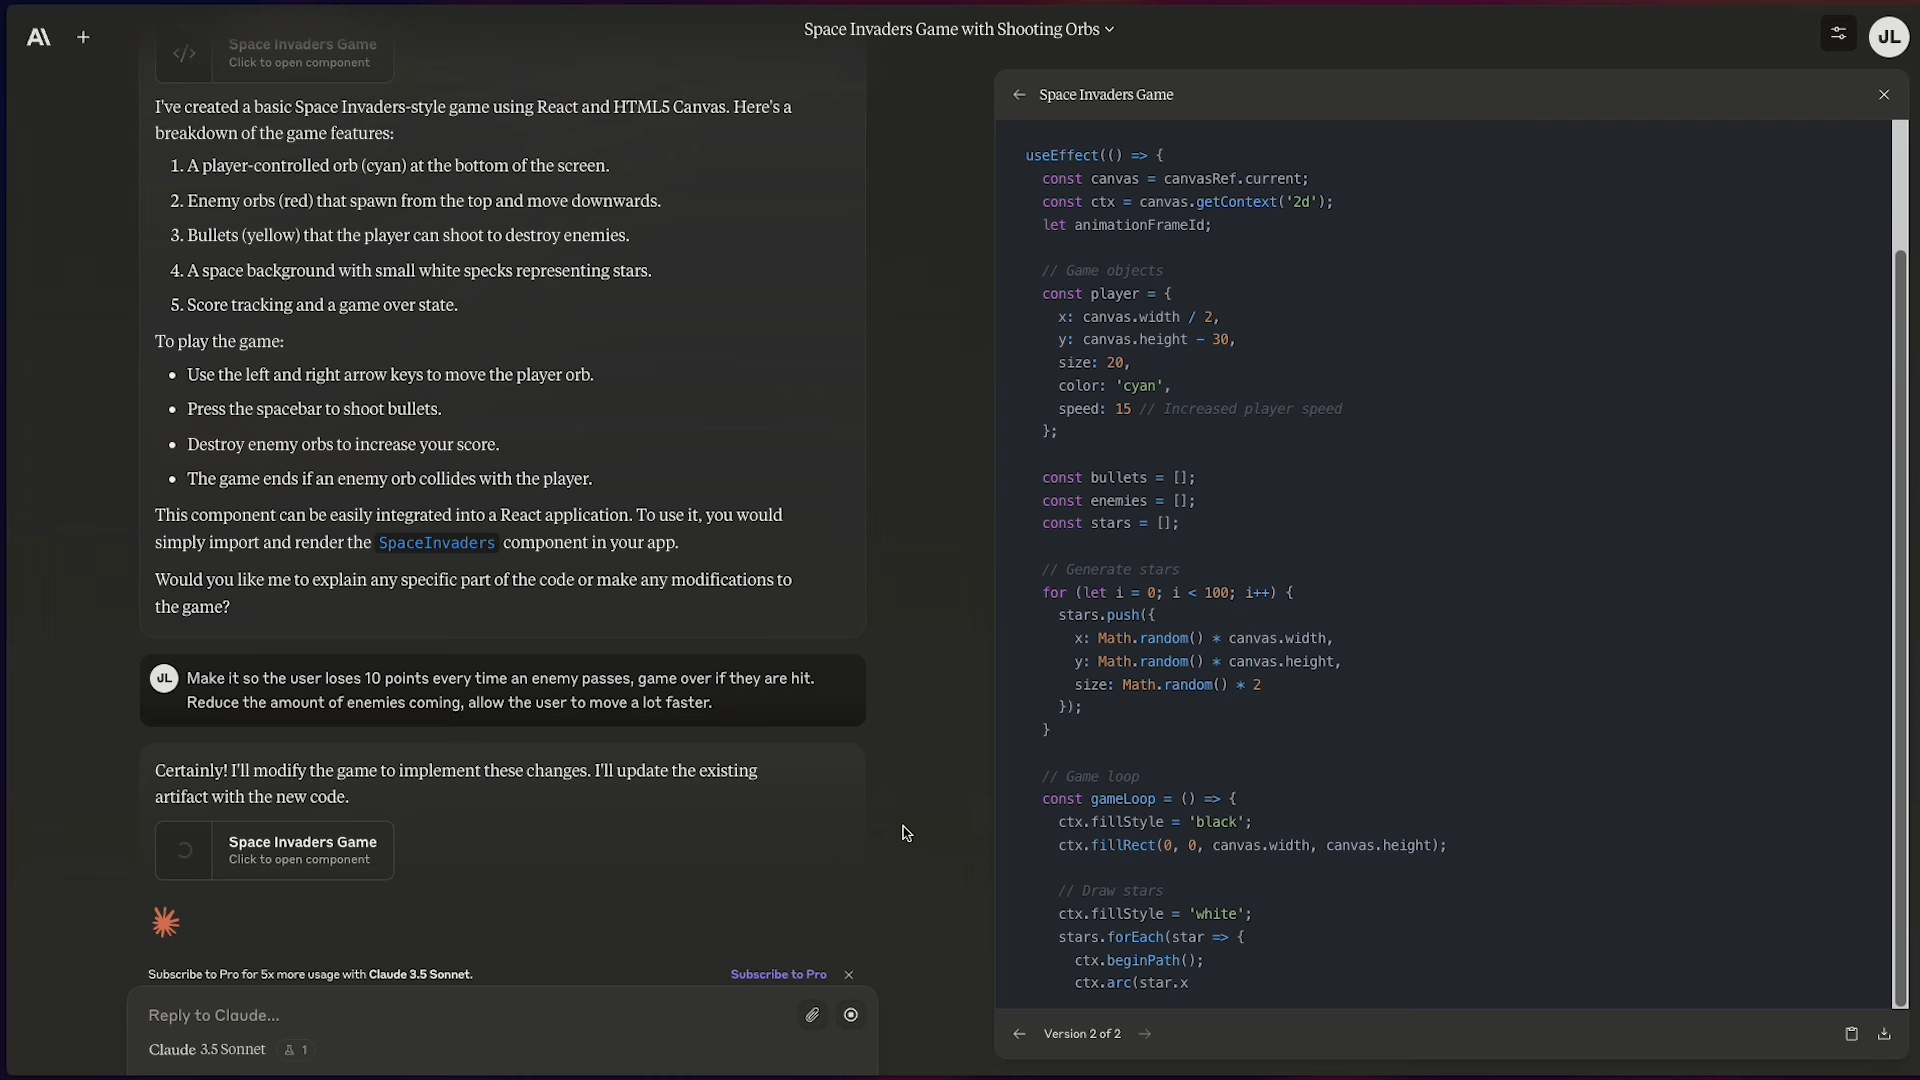 Space Invaders Game with Shooting Orbs
JL
</>
Space Invaders Game
Click to open component
I've created a basic Space Invaders-style game using React and HTML5 Canvas. Here's a
breakdown of the game features:
1. A player-controlled orb (cyan) at the bottom of the screen.
2. Enemy orbs (red) that spawn from the top and move downwards.
3. Bullets (yellow) that the player can shoot to destroy enemies.
4. A space background with small white specks representing stars.
5. Score tracking and a game over state.
To play the game:
• Use the left and right arrow keys to move the player orb.
• Press the spacebar to shoot bullets.
• Destroy enemy orbs to increase your score.
• The game ends if an enemy orb collides with the player.
This component can be easily integrated into a React application. To use it, you would
simply import and render the SpaceInvaders component in your app.
Would you like me to explain any specific part of the code or make any modifications to
the game?
JL
Make it so the user loses 10 points every time an enemy passes, game over if they are hit.
Reduce the amount of enemies coming, allow the user to move a lot faster.
Certainly! I'll modify the game to implement these changes. I'll update the existing
artifact with the new code.
Space Invaders Game
Click to open component
Subscribe to Pro for 5x more usage with Claude 3.5 Sonnet.
Subscribe to Pro
Reply to Claude...
Claude 3.5 Sonnet
1
Space Invaders Game
useEffect(() => {
const canvas = canvasRef.current;
const ctx = canvas.getContext('2d');
let animationFrameId;
// Game objects
const player = {
x: canvas.width / 2,
y: canvas.height - 30,
size: 20,
color: 'cyan',
speed: 15 // Increased player speed
};
const bullets = [];
const enemies = [];
const stars = [];
// Generate stars
for (let i = 0; i < 100; i++) {
stars.push({
x: Math.random() * canvas.width,
y: Math.random() * canvas.height,
size: Math.random() * 2
});
}
// Game loop
const gameLoop = () => {
ctx.fillStyle = 'black';
ctx.fillRect(0, 0, canvas.width, canvas.height);
// Draw stars
ctx.fillStyle = 'white';
stars.forEach(star => {
ctx.beginPath();
ctx.arc(star.x
Version 2 of 2